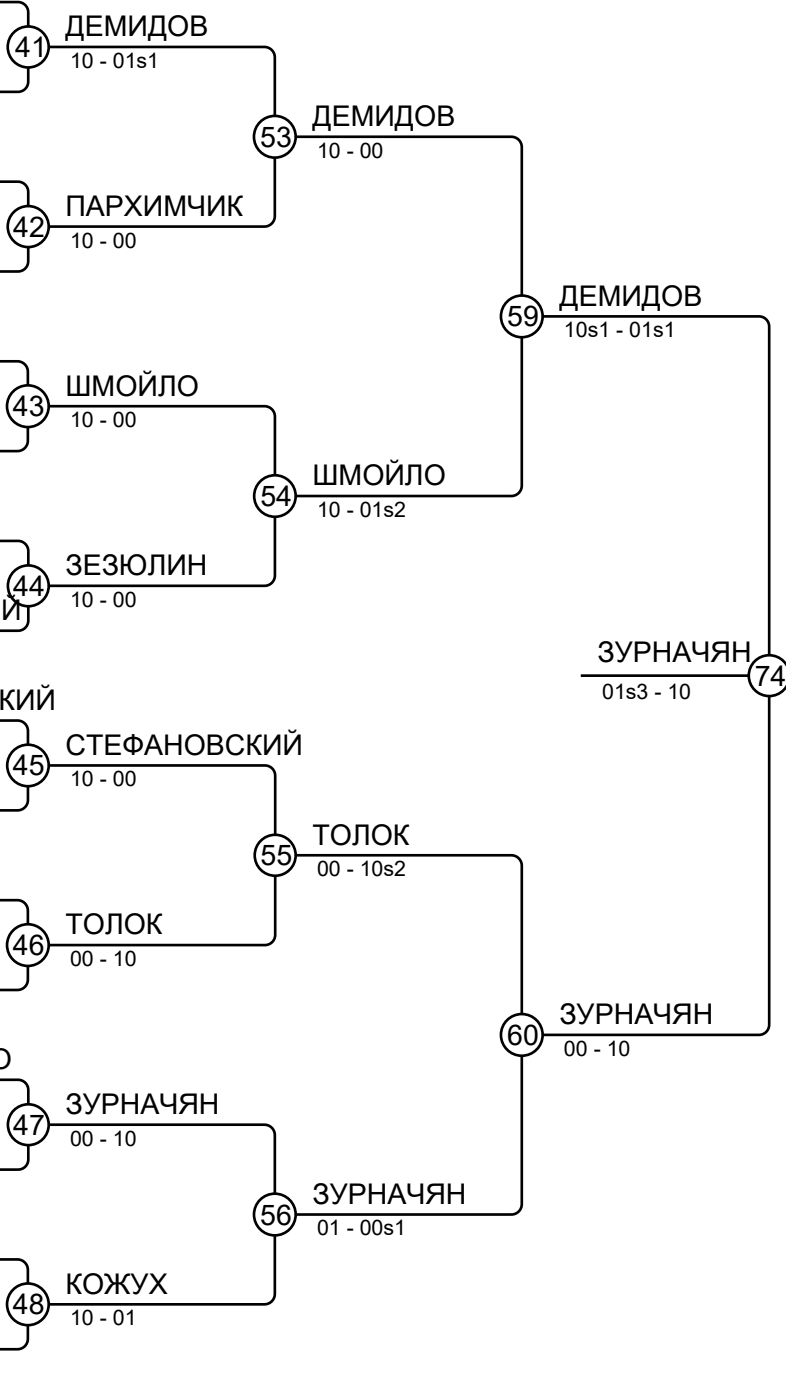 ДЕМИДОВ
41
10 - 01s1
ДЕМИДОВ
53
10 - 00
ПАРХИМЧИК
42
10 - 00
ДЕМИДОВ
59
10s1 - 01s1
ШМОЙЛО
43
10 - 00
ШМОЙЛО
54
10 - 01s2
ЗЕЗЮЛИН
44
10 - 00
Й
ЗУРНАЧЯН
74
01s3 - 10
КИЙ
СТЕФАНОВСКИЙ
45
10 - 00
ТОЛОК
55
00 - 10s2
ТОЛОК
46
00 - 10
ЗУРНАЧЯН
60
00 - 10
О
ЗУРНАЧЯН
47
00 - 10
ЗУРНАЧЯН
56
01 - 00s1
КОЖУХ
48
10 - 01